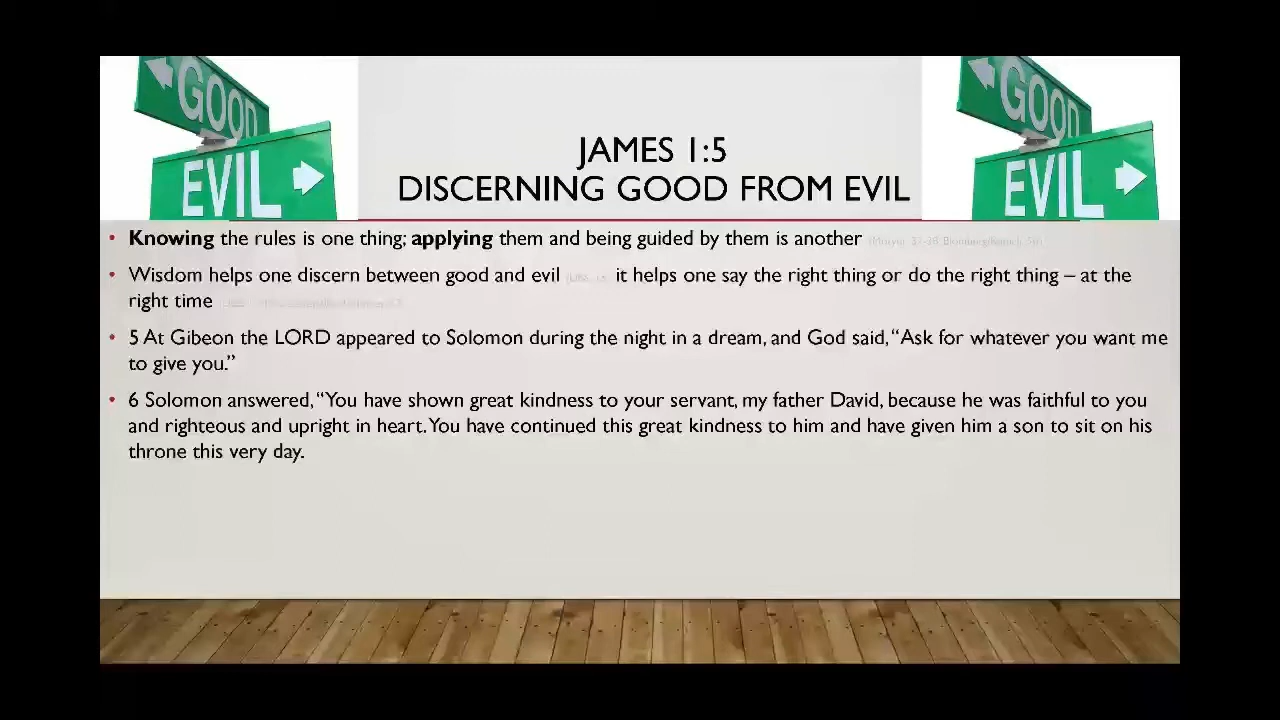 GOOD
EVIL
GOOD
EVIL
JAMES 1:5
DISCERNING GOOD FROM EVIL
• Knowing the rules is one thing; applying them and being guided by them is another
• Wisdom helps one discern between good and evil it helps one say the right thing or do the right thing – at the
right time
• 5 At Gibeon the LORD appeared to Solomon during the night in a dream, and God said, “Ask for whatever you want me
to give you.”
• 6 Solomon answered, “You have shown great kindness to your servant, my father David, because he was faithful to you
and righteous and upright in heart. You have continued this great kindness to him and have given him a son to sit on his
throne this very day.